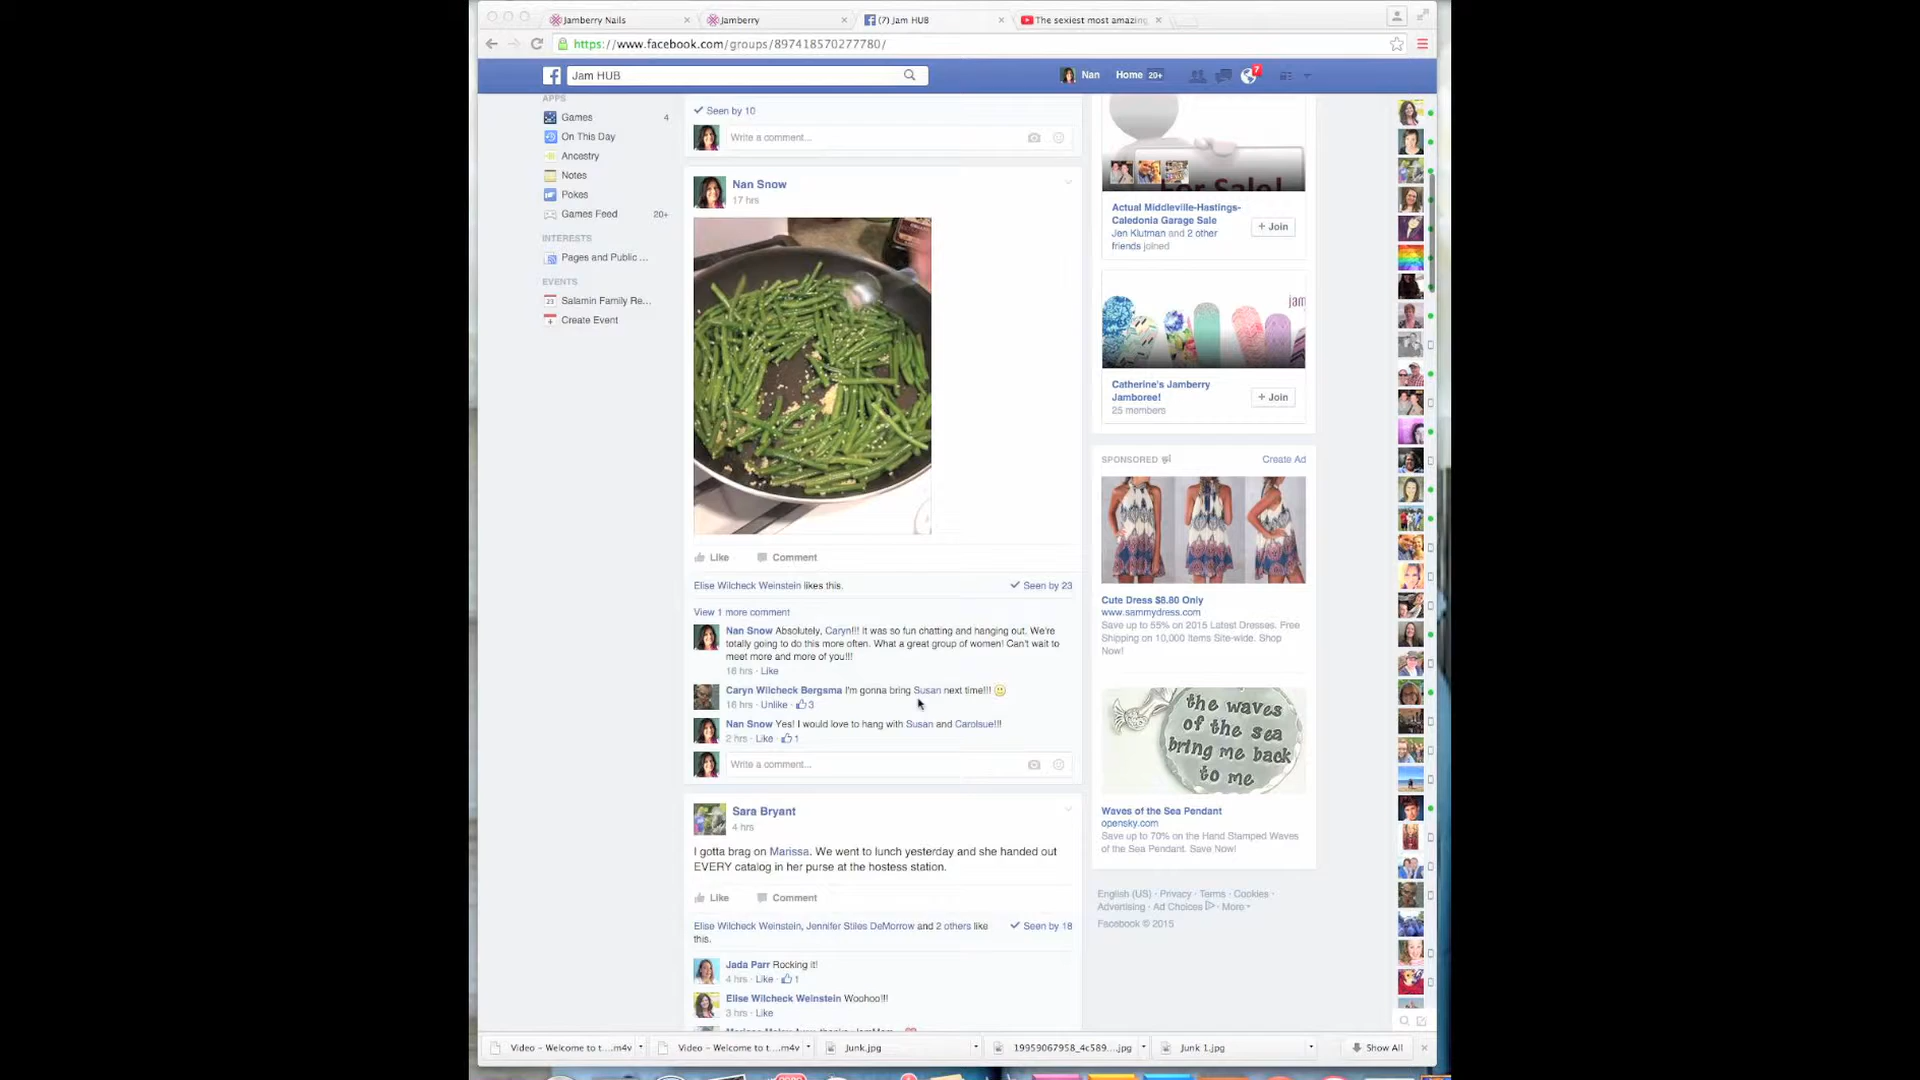 Jamberry Nails
Jamberry
(7) Jam HUB
The sexiest most amazing
https://www.facebook.com/groups/897418570277780/
Jam HUB
Nan
Home 20+
7
APPS
Games 4
On This Day
Ancestry
Notes
Pokes
Games Feed 20+
INTERESTS
Pages and Public ...
EVENTS
23 Salamin Family Re...
Create Event
Seen by 10
Write a comment...
Nan Snow
17 hrs
Like Comment
Elise Wilcheck Weinstein likes this.
Seen by 23
View 1 more comment
Nan Snow Absolutely, Caryn!!! It was so fun chatting and hanging out. We're
totally going to do this more often. What a great group of women! Can't wait to
meet more and more of you!!!
16 hrs · Like
Caryn Wilcheck Bergsma I'm gonna bring Susan next time!!!
16 hrs · Unlike · 3
Nan Snow Yes! I would love to hang with Susan and Carolsue!!!
2 hrs · Like · 1
Write a comment...
Sara Bryant
4 hrs
I gotta brag on Marissa. We went to lunch yesterday and she handed out
EVERY catalog in her purse at the hostess station.
Like Comment
Elise Wilcheck Weinstein, Jennifer Stiles DeMorrow and 2 others like
this.
Seen by 18
Jada Parr Rocking it!
4 hrs · Like · 1
Elise Wilcheck Weinstein Woohoo!!!
3 hrs · Like
For Sale!
Actual Middleville-Hastings-
Caledonia Garage Sale
Jen Klutman and 2 other
friends joined
+ Join
jam
Catherine's Jamberry
Jamboree!
25 members
+ Join
SPONSORED
Create Ad
Cute Dress $8.80 Only
www.sammydress.com
Save up to 55% on 2015 Latest Dresses. Free
Shipping on 10,000 Items Site-wide. Shop
Now!
the waves
of the sea
bring me back
to me
Waves of the Sea Pendant
opensky.com
Save up to 70% on the Hand Stamped Waves
of the Sea Pendant. Save Now!
English (US) · Privacy · Terms · Cookies ·
Advertising · Ad Choices · More
Facebook © 2015
Video – Welcome to t....m4v
Video – Welcome to t....m4v
Junk.jpg
19959067958_4c589....jpg
Junk 1.jpg
Show All